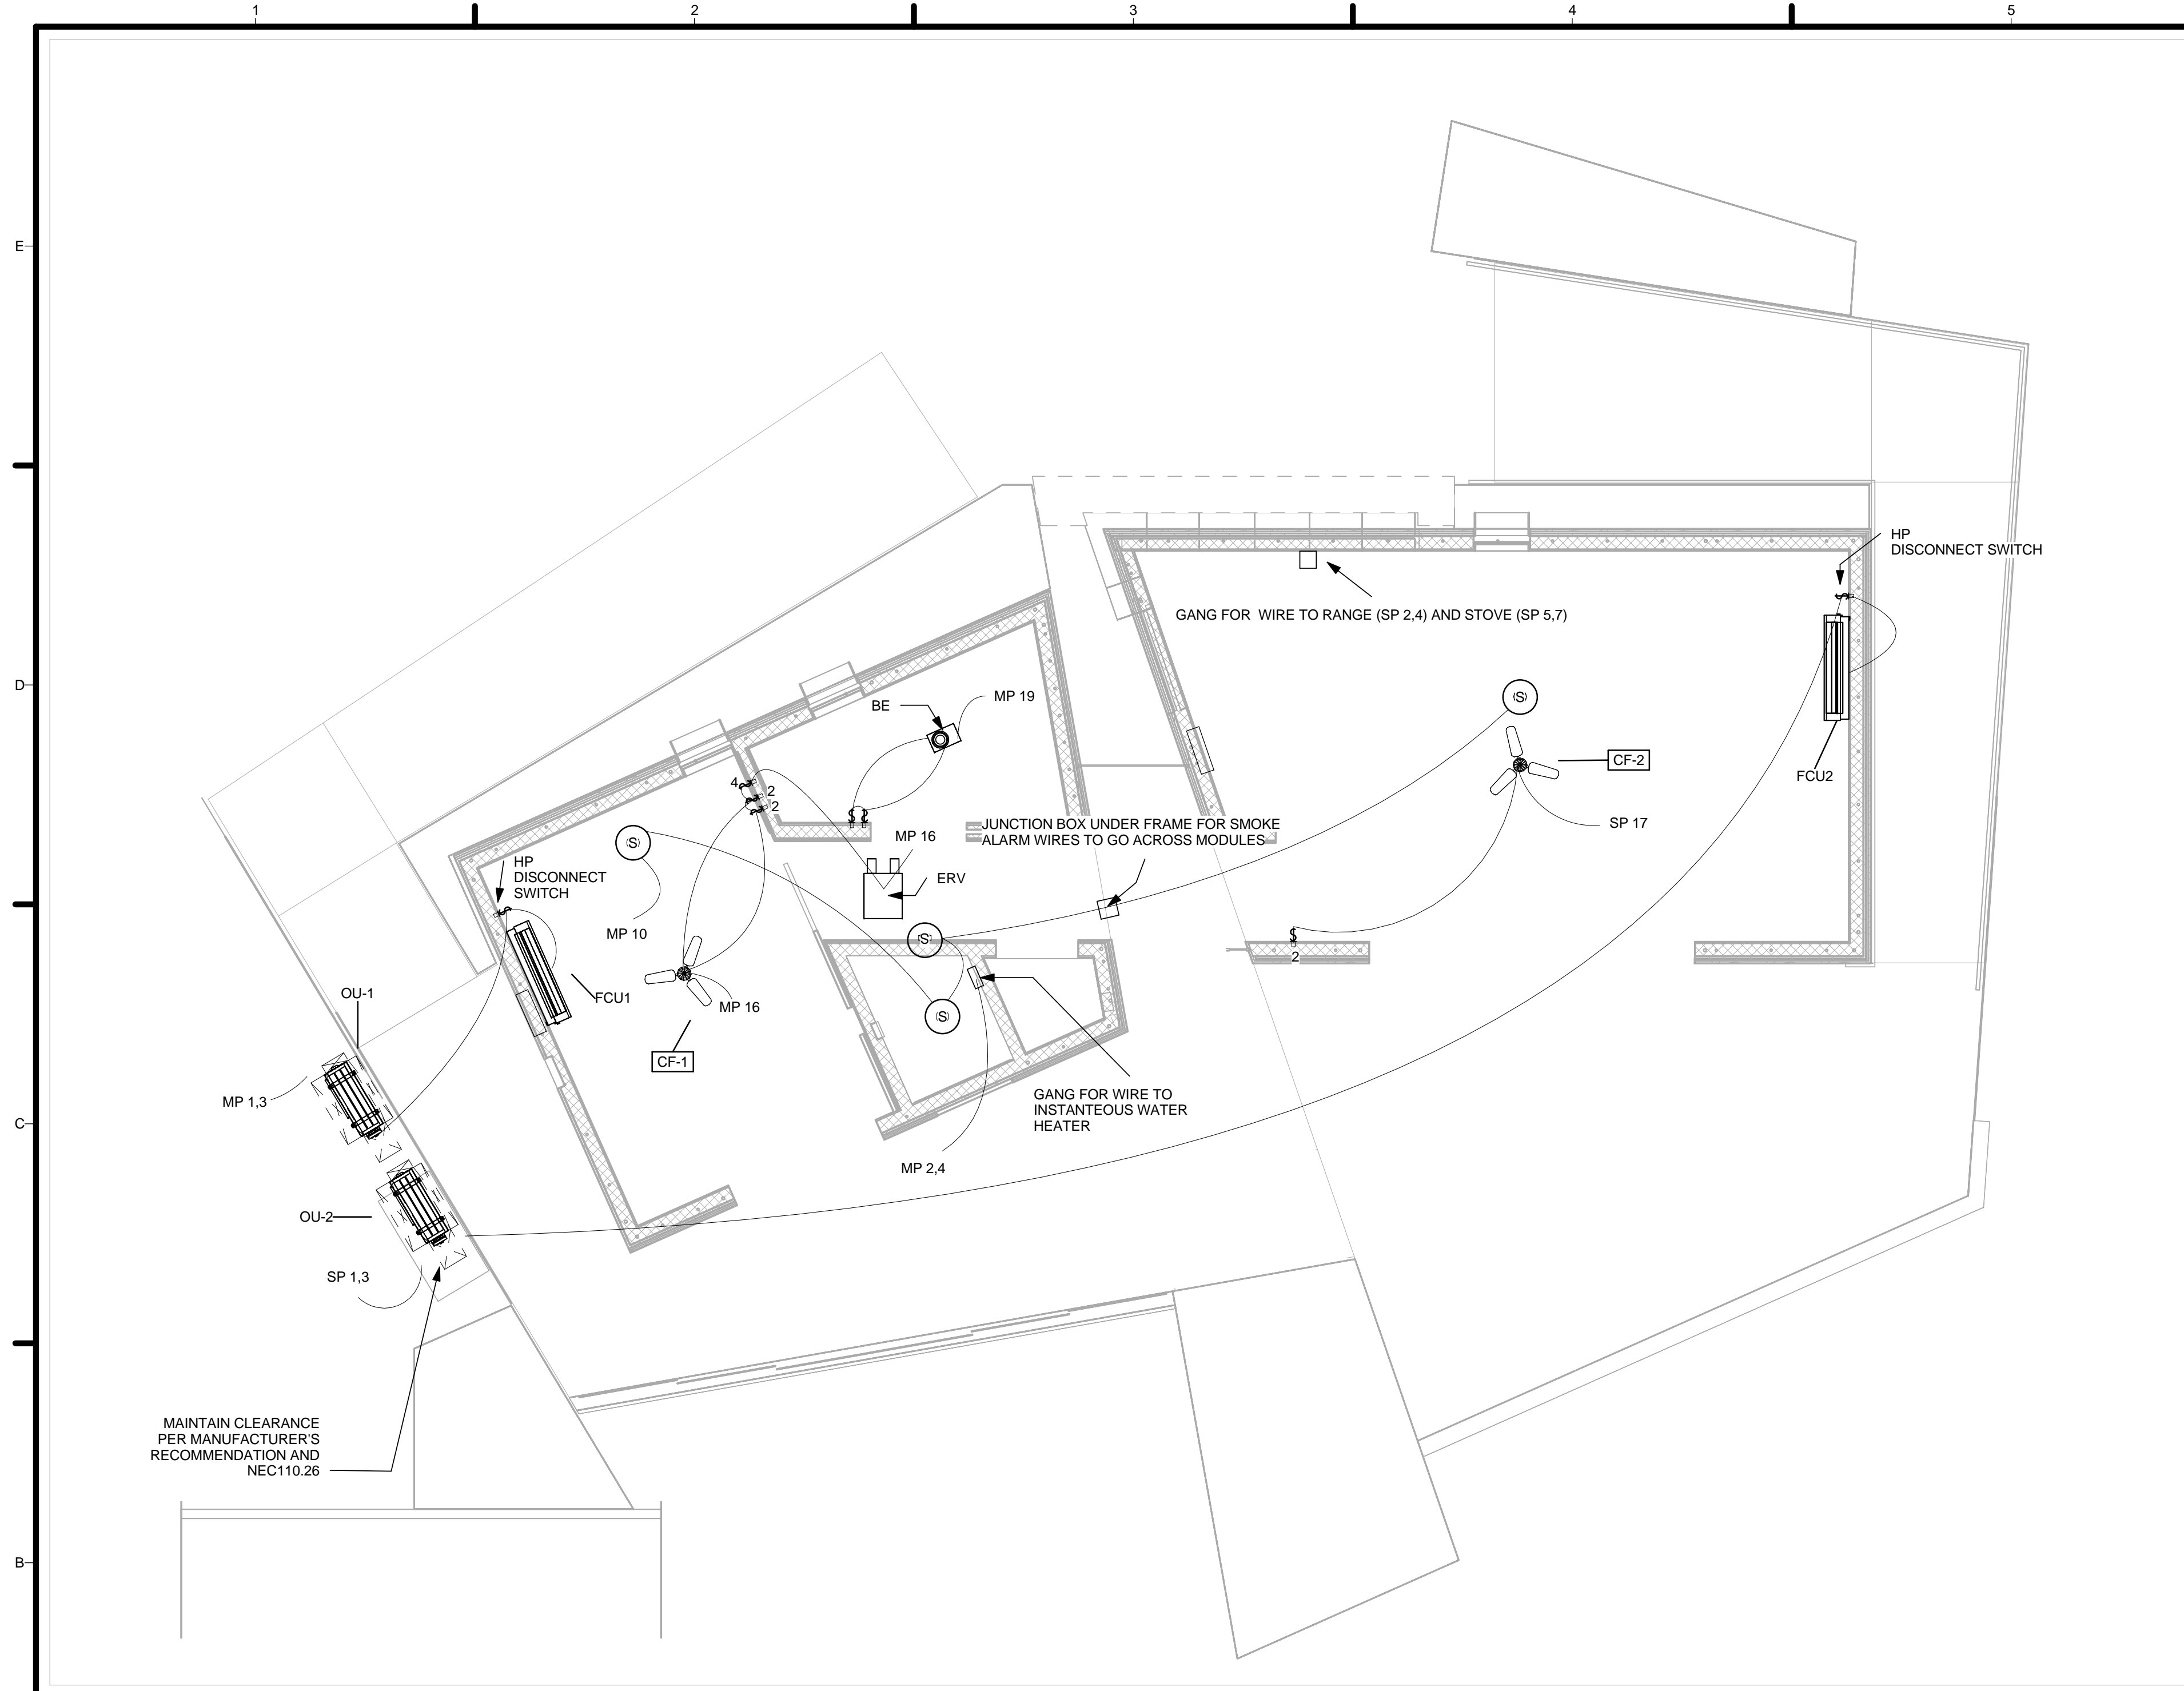 1
2
3
4
5
E
D
C
B
HP
DISCONNECT SWITCH
GANG FOR  WIRE TO RANGE (SP 2,4) AND STOVE (SP 5,7)
BE
MP 19
CF-2
FCU2
4
2
2
SP 17
MP 16
JUNCTION BOX UNDER FRAME FOR SMOKE
ALARM WIRES TO GO ACROSS MODULES
(S)
(S)
(S)
(S)
HP
DISCONNECT
SWITCH
ERV
MP 10
2
OU-1
FCU1
MP 16
CF-1
MP 1,3
GANG FOR WIRE TO
INSTANTEOUS WATER
HEATER
MP 2,4
OU-2
SP 1,3
MAINTAIN CLEARANCE
PER MANUFACTURER'S
RECOMMENDATION AND
NEC110.26